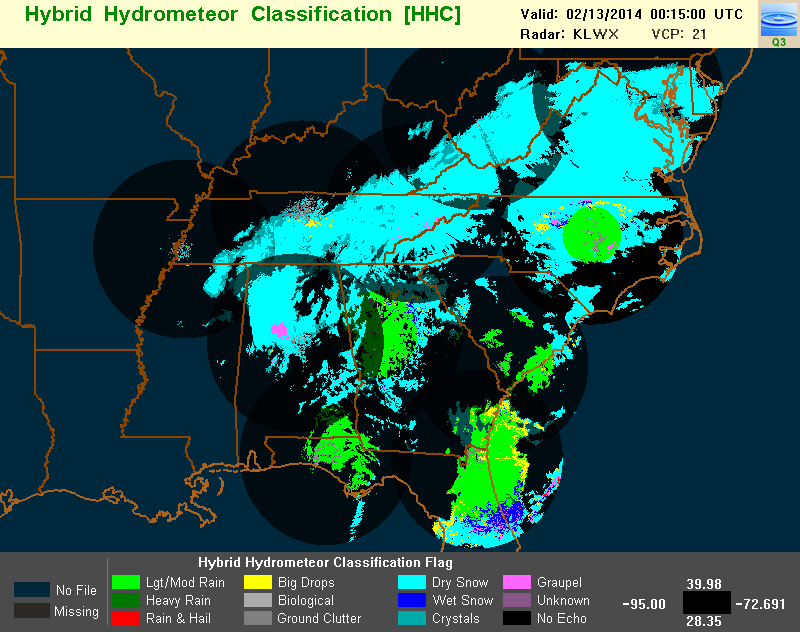 Hybrid Hydrometeor Classification [HHC]
Valid: 02/13/2014 00:15:00 UTC
Radar: KLWX VCP: 21
Q3
Hybrid Hydrometeor Classification Flag
No File
Missing
Lgt/Mod Rain
Heavy Rain
Rain & Hail
Big Drops
Biological
Ground Clutter
Dry Snow
Wet Snow
Crystals
Graupel
Unknown
No Echo
39.98
-95.00
-72.691
28.35